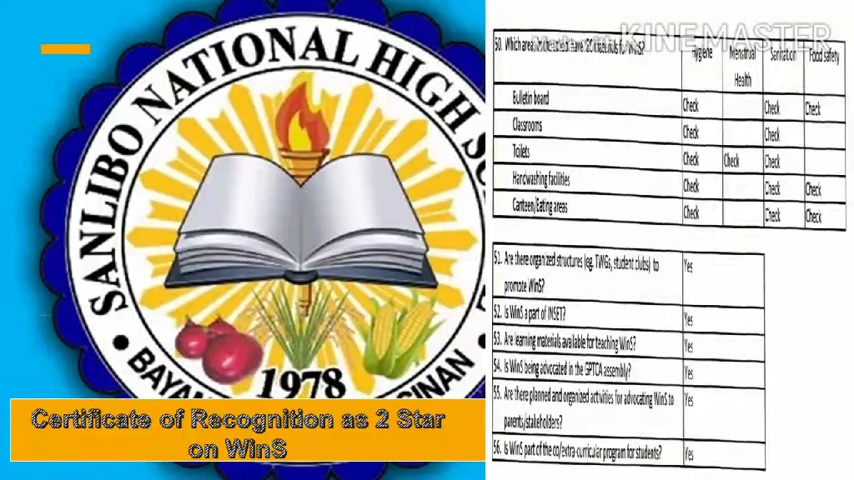 SANLIBO NATIONAL HIGH
1978
Certificate of Recognition as 2 Star
on WinS
KINEMASTER
50. Which areas
Hygiene
Menstrual
Health
Sanitation
Food safety
Bulletin board Check Check Check
Classrooms Check Check
Toilets Check Check Check
Handwashing facilities Check Check Check
Canteen/Eating areas Check Check Check
51. Are there organized structures (eg. TWGs, student clubs) to Yes
promote WinS?
52. Is WinS a part of INSET? Yes
53. Are learning materials available for teaching WinS? Yes
54. Is WinS being advocated in the GPTCA assembly? Yes
55. Are there planned and organized activities for advocating WinS to Yes
parents/stakeholders?
56. Is WinS part of the co/extra-curricular program for students? Yes